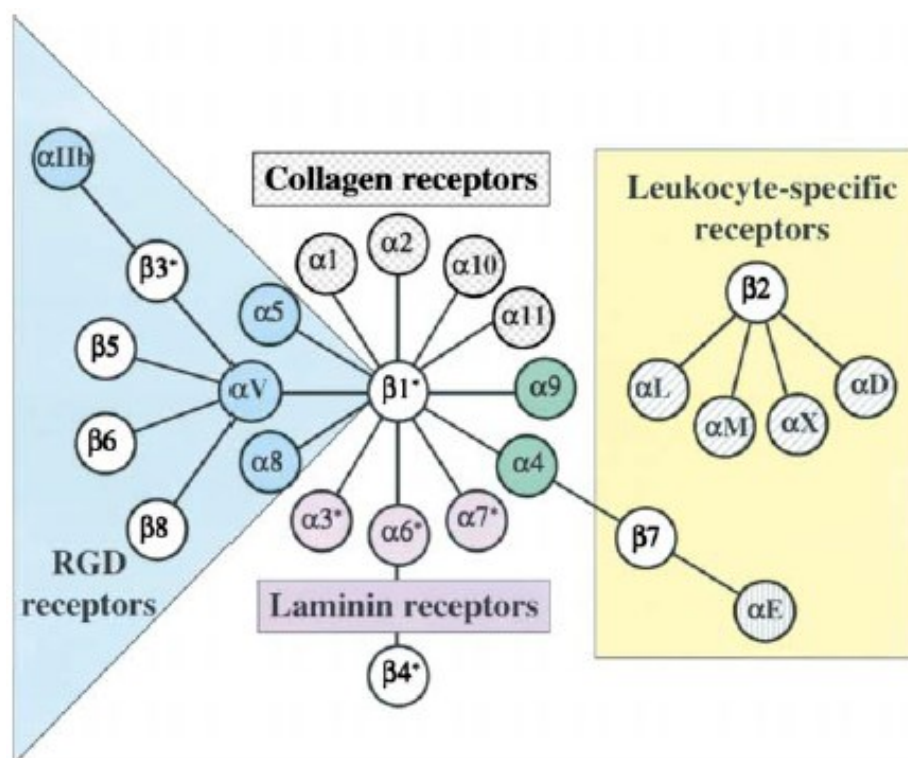 αIIb
Collagen receptors
Leukocyte-specific
receptors
β3*
α1
α2
α10
β2
α5
α11
β5
αV
β1*
α9
αL
αM
αX
αD
β6
α8
α4
β8
α3*
α6*
α7*
β7
RGD
receptors
Laminin receptors
αE
β4*